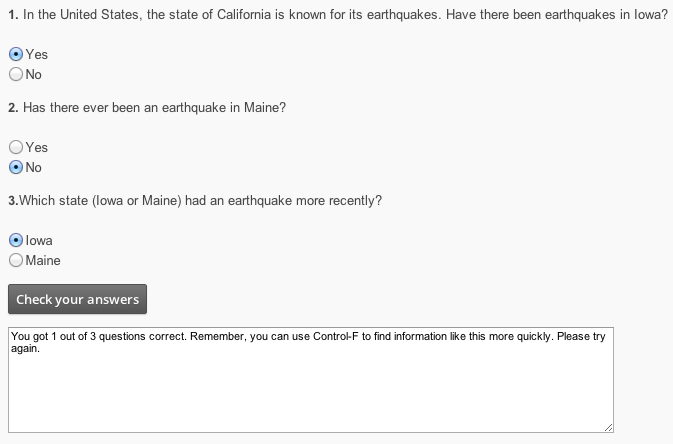 1. In the United States, the state of California is known for its earthquakes. Have there been earthquakes in Iowa?
Yes
No
2. Has there ever been an earthquake in Maine?
Yes
No
3.Which state (Iowa or Maine) had an earthquake more recently?
Iowa
Maine
Check your answers
You got 1 out of 3 questions correct. Remember, you can use Control-F to find information like this more quickly. Please try
again.